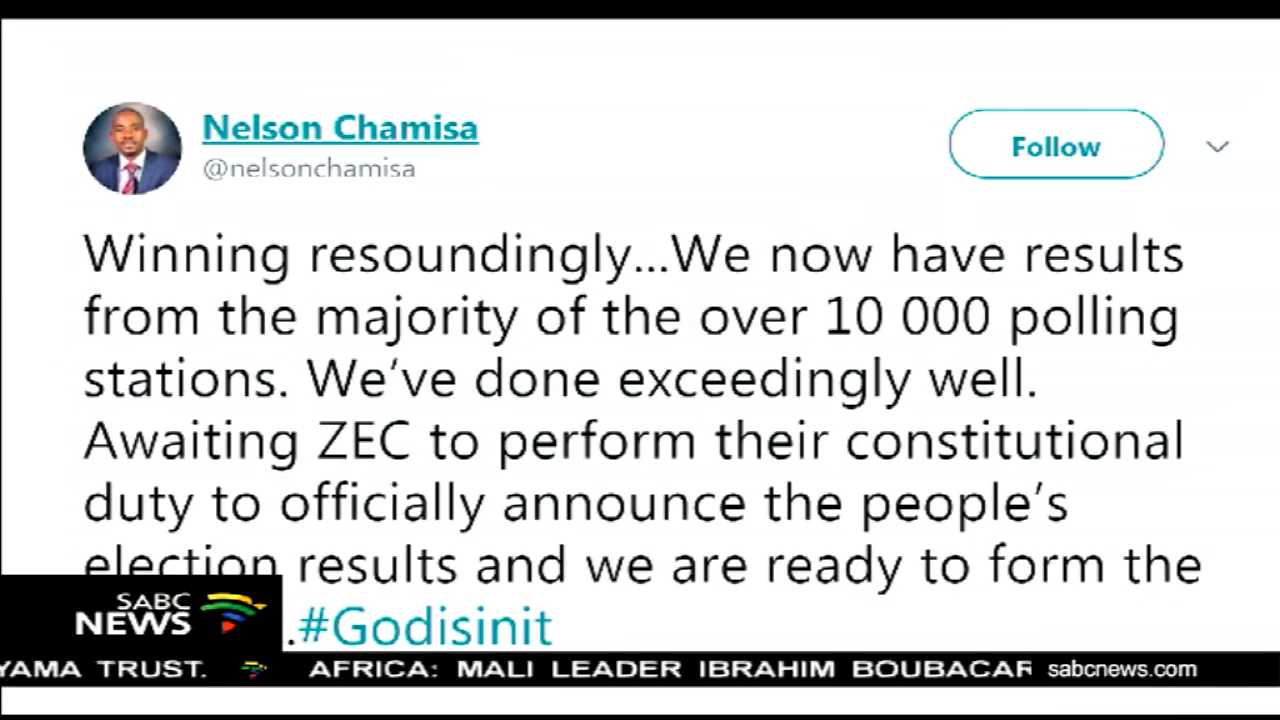 Nelson Chamisa
@nelsonchamisa
Follow
Winning resoundingly...We now have results
from the majority of the over 10 000 polling
stations. We've done exceedingly well.
Awaiting ZEC to perform their constitutional
duty to officially announce the people's
election results and we are ready to form the
.#Godisinit
SABC
NEWS
YAMA TRUST. AFRICA: MALI LEADER IBRAHIM BOUBACAR sabcnews.com